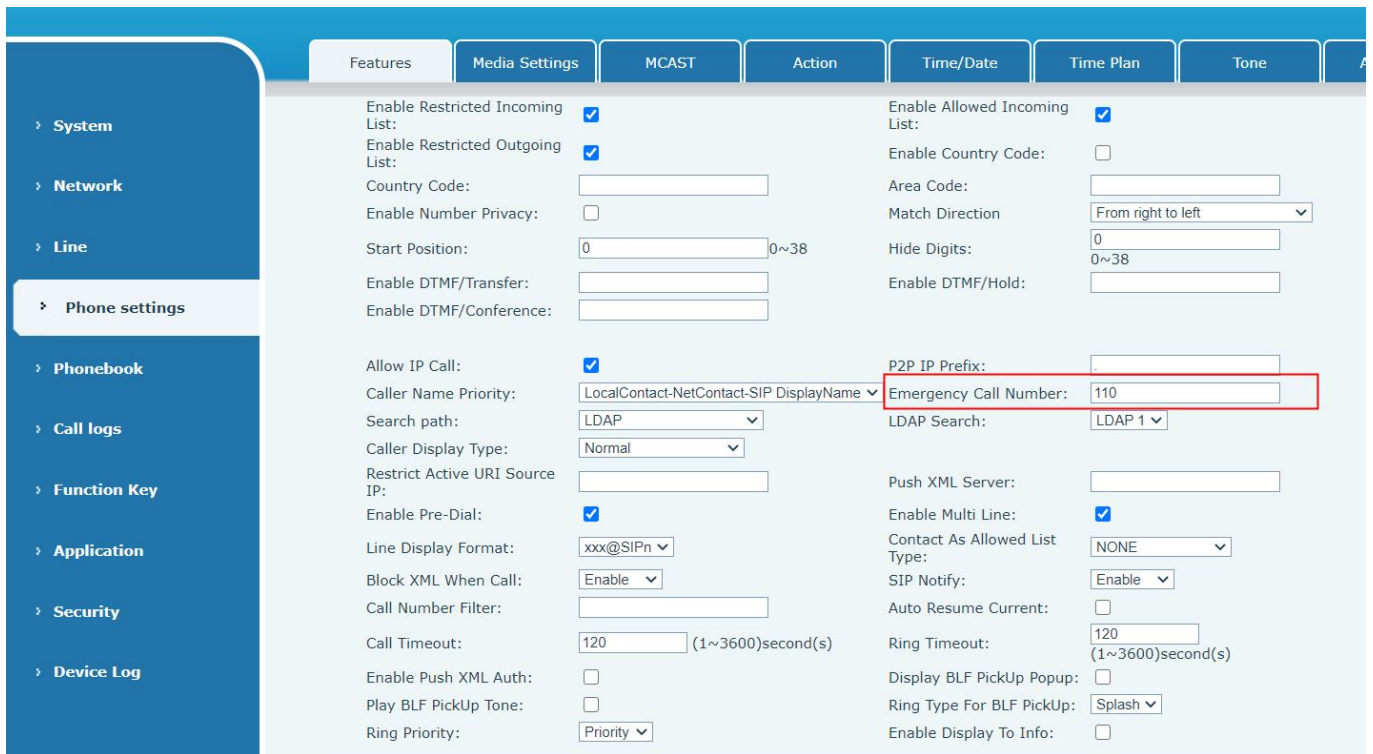 Features Media Settings MCAST Action Time/Date Time Plan Tone A
System
Network
Line
Phone settings
Phonebook
Call logs
Function Key
Application
Security
Device Log
Enable Restricted Incoming List: Enable Allowed Incoming List:
Enable Restricted Outgoing List: Enable Country Code:
Country Code: Area Code:
Enable Number Privacy: Match Direction From right to left
Start Position: 0 0~38 Hide Digits: 0 0~38
Enable DTMF/Transfer: Enable DTMF/Hold:
Enable DTMF/Conference:
Allow IP Call: P2P IP Prefix: .
Caller Name Priority: LocalContact-NetContact-SIP DisplayName Emergency Call Number: 110
Search path: LDAP LDAP Search: LDAP 1
Caller Display Type: Normal
Restrict Active URI Source IP: Push XML Server:
Enable Pre-Dial: Enable Multi Line:
Line Display Format: xxx@SIPn Contact As Allowed List Type: NONE
Block XML When Call: Enable SIP Notify: Enable
Call Number Filter: Auto Resume Current:
Call Timeout: 120 (1~3600)second(s) Ring Timeout: 120 (1~3600)second(s)
Enable Push XML Auth: Display BLF PickUp Popup:
Play BLF PickUp Tone: Ring Type For BLF PickUp: Splash
Ring Priority: Priority Enable Display To Info: